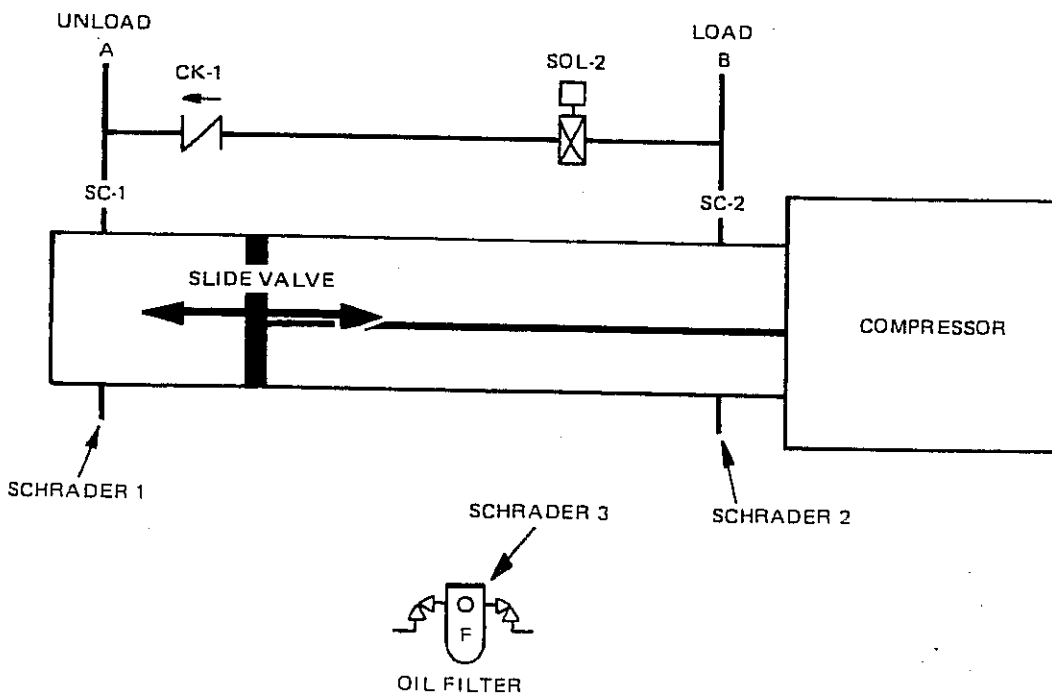 UNLOAD
A
LOAD
B
CK-1
SOL-2
SC-1
SC-2
SLIDE VALVE
COMPRESSOR
SCHRADER 1
SCHRADER 3
SCHRADER 2
O
F
OIL FILTER